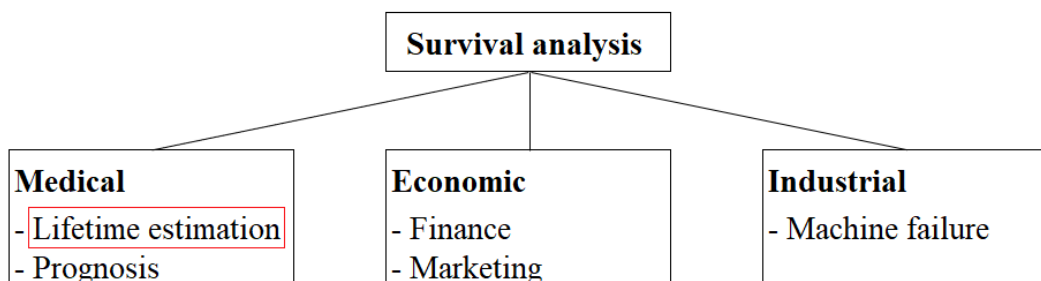 Survival analysis
Medical
- Lifetime estimation
- Prognosis
Economic
- Finance
- Marketing
Industrial
- Machine failure